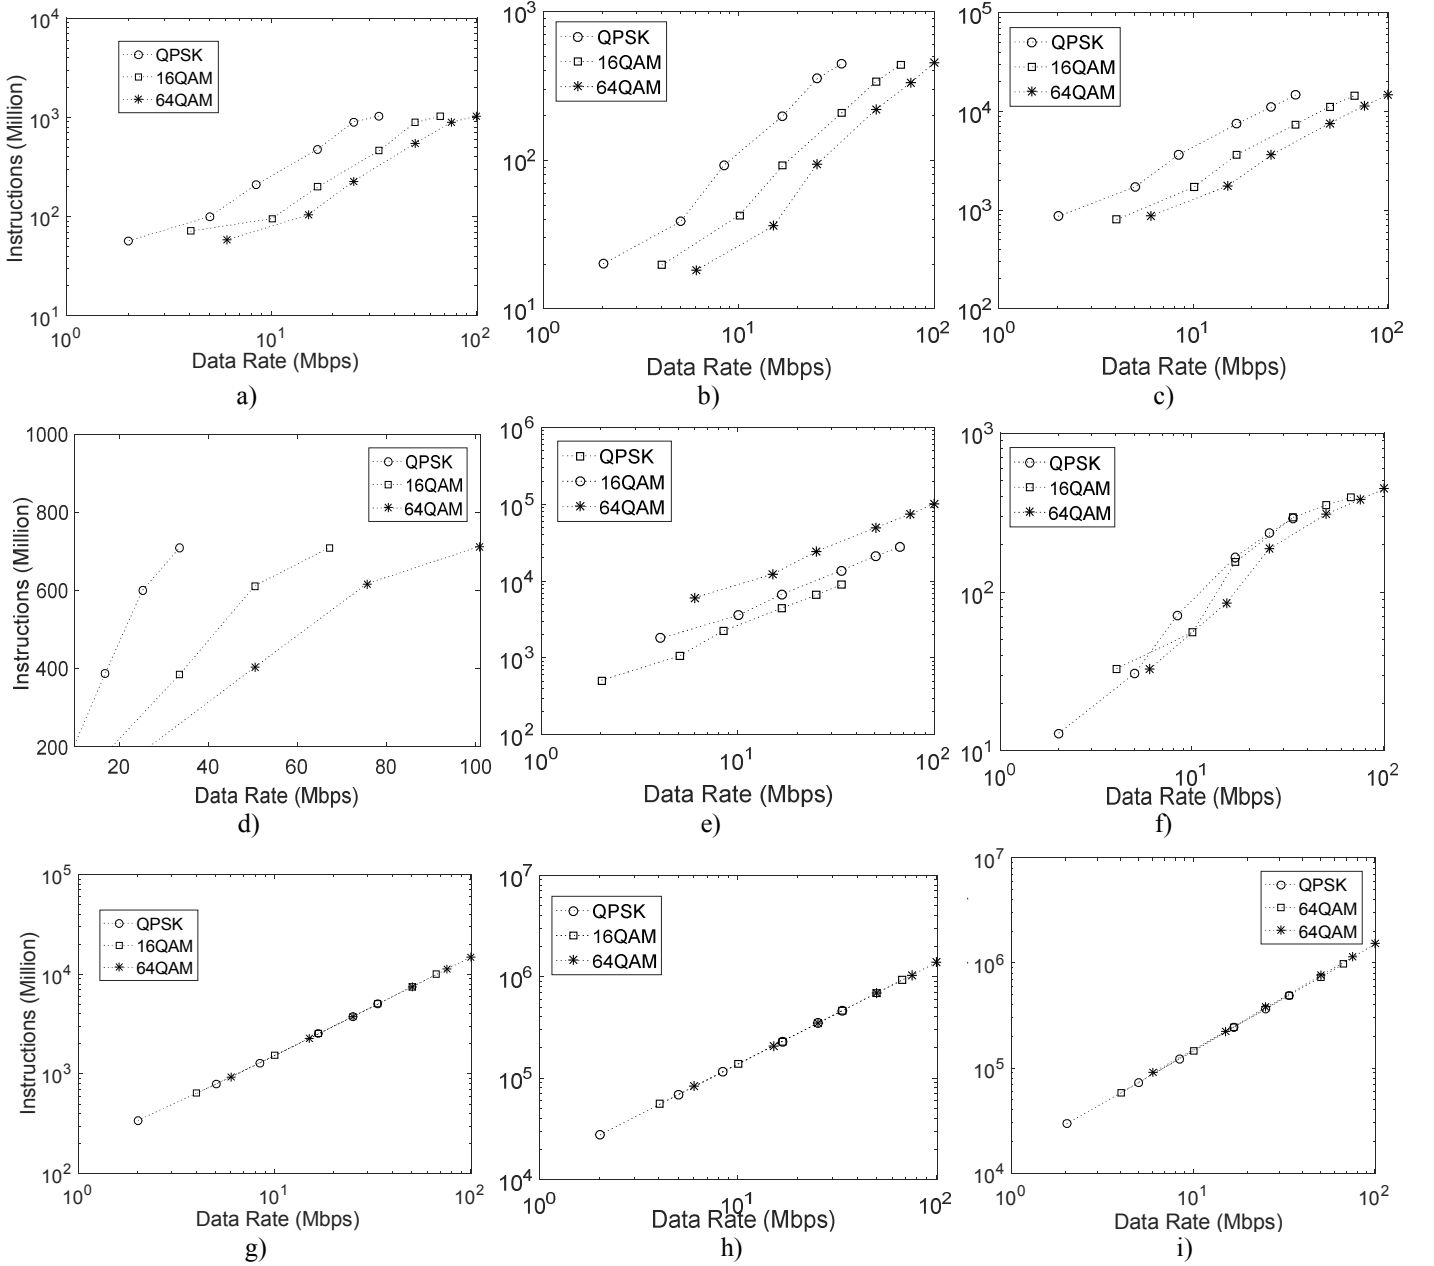 10^4
10^3
10^2
10^1
10^0
10^1
10^2
Instructions (Million)
Data Rate (Mbps)
QPSK
16QAM
64QAM
a)
10^3
10^2
10^1
10^0
10^1
10^2
Data Rate (Mbps)
QPSK
16QAM
64QAM
b)
10^5
10^4
10^3
10^2
10^0
10^1
10^2
Data Rate (Mbps)
QPSK
16QAM
64QAM
c)
1000
800
600
400
200
20
40
60
80
100
Instructions (Million)
Data Rate (Mbps)
QPSK
16QAM
64QAM
d)
10^6
10^5
10^4
10^3
10^2
10^0
10^1
10^2
Data Rate (Mbps)
QPSK
16QAM
64QAM
e)
10^3
10^2
10^1
10^0
10^1
10^2
Data Rate (Mbps)
QPSK
16QAM
64QAM
f)
10^5
10^4
10^3
10^2
10^0
10^1
10^2
Instructions (Million)
Data Rate (Mbps)
QPSK
16QAM
64QAM
g)
10^7
10^6
10^5
10^4
10^0
10^1
10^2
Data Rate (Mbps)
QPSK
16QAM
64QAM
h)
10^7
10^6
10^5
10^4
10^0
10^1
10^2
Data Rate (Mbps)
QPSK
64QAM
64QAM
i)